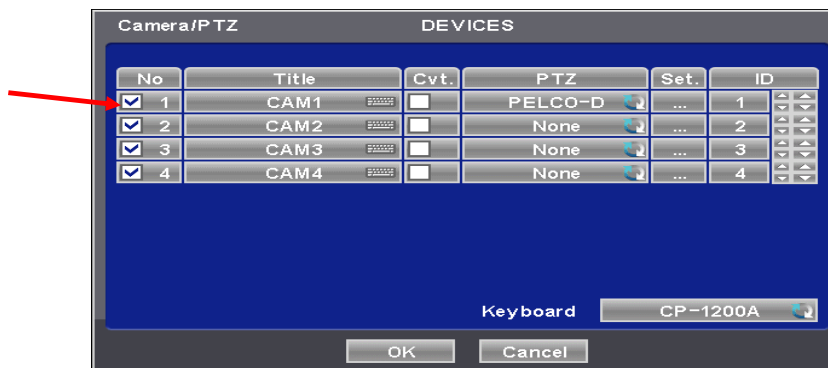 Camera/PTZ DEVICES
No Title Cvt. PTZ Set. ID
1 CAM1 PELCO-D ... 1
2 CAM2 None ... 2
3 CAM3 None ... 3
4 CAM4 None ... 4
Keyboard CP-1200A
OK Cancel